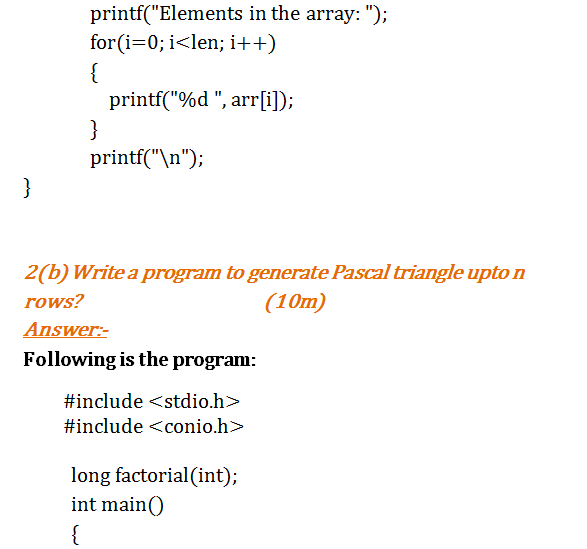 printf("Elements in the array: ");
for(i=0; i<len; i++)
{
printf("%d ", arr[i]);
}
printf("\n");
}
2(b) Write a program to generate Pascal triangle upto n
rows? (10m)
Answer:-
Following is the program:
#include <stdio.h>
#include <conio.h>
long factorial(int);
int main()
{